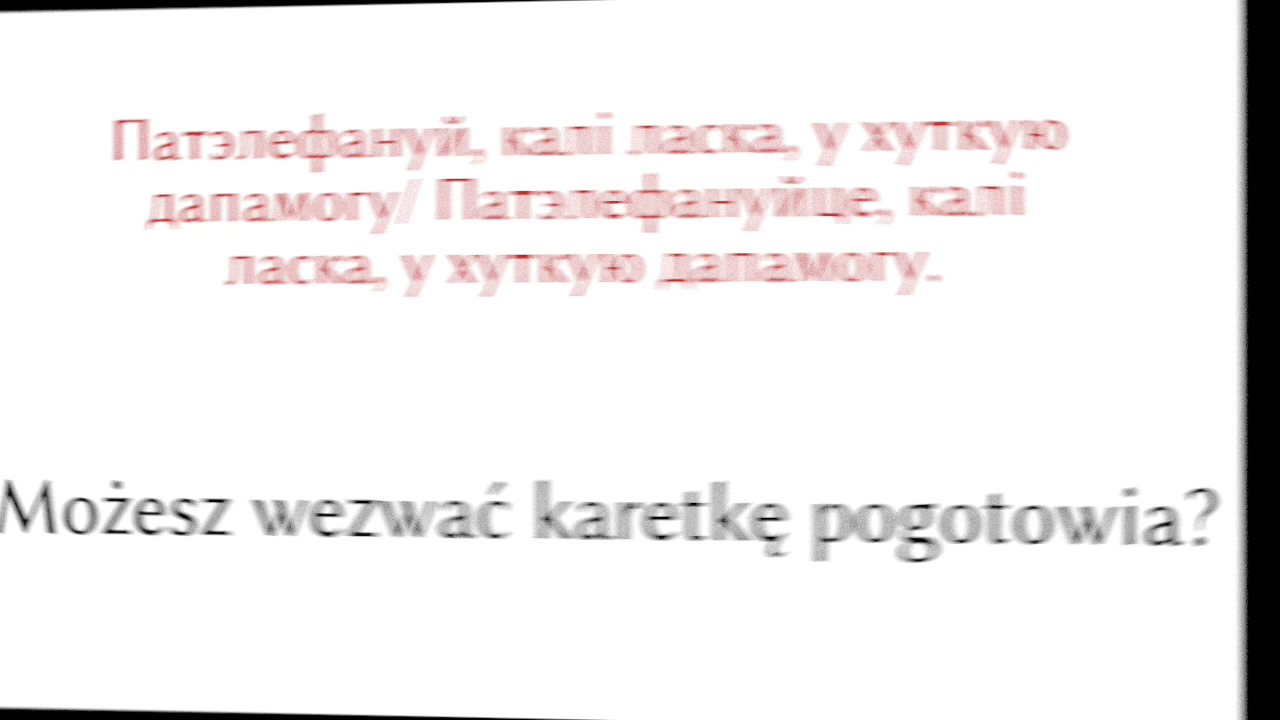 Патэлефануй, калі ласка, у хуткую
дапамогу/ Патэлефануйце, калі
ласка, у хуткую дапамогу.
Możesz wezwać karetkę pogotowia?